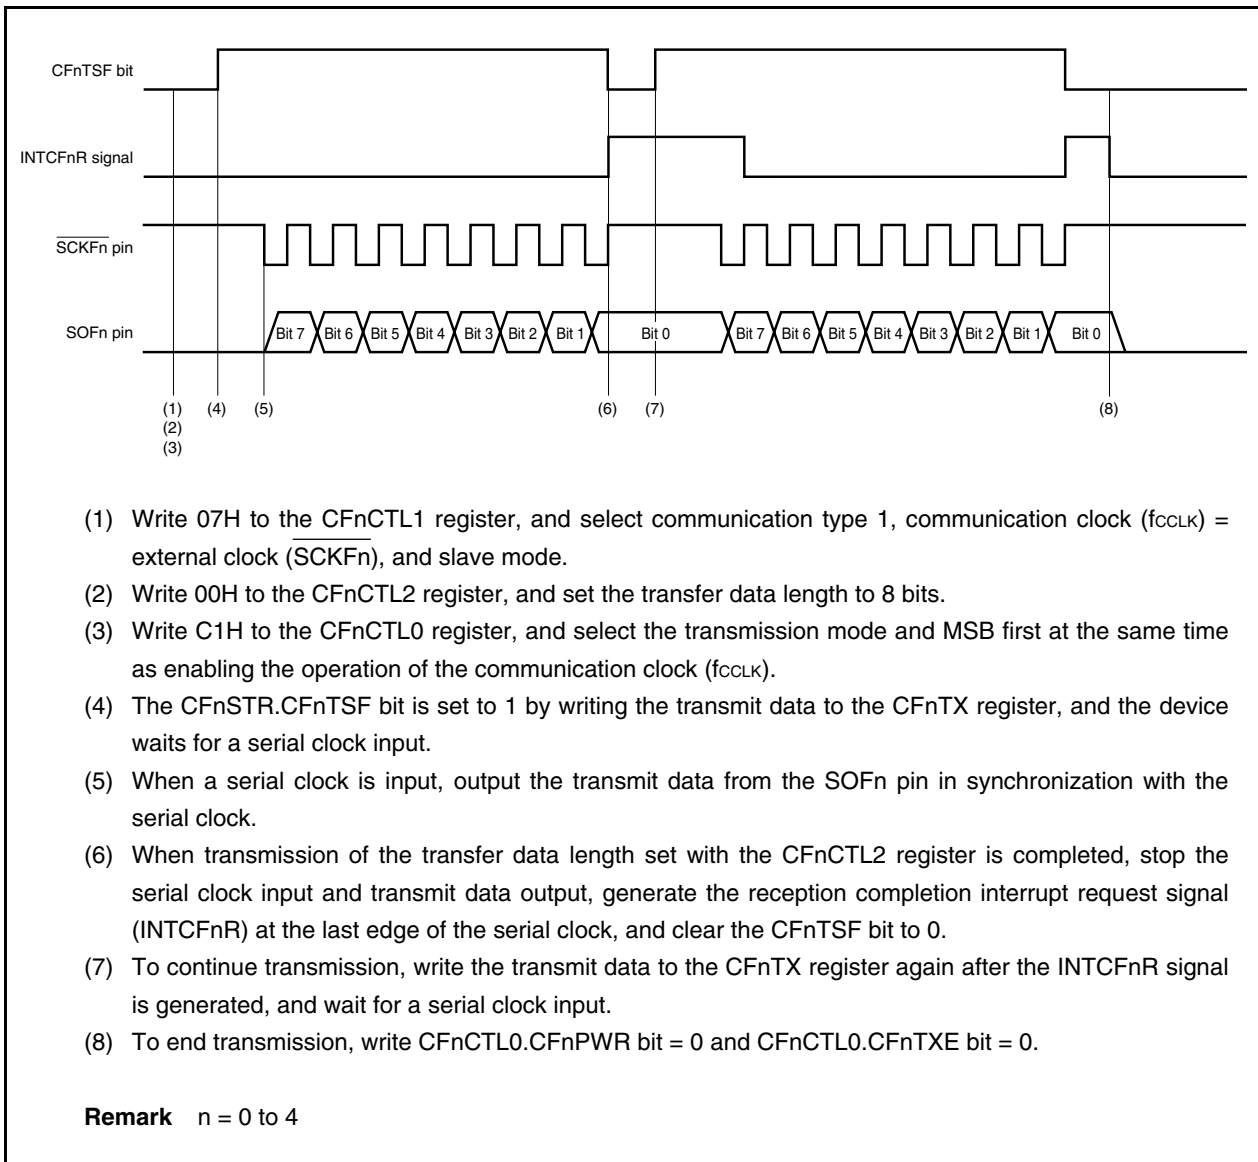 CFnTSF bit
INTCFnR signal
SCKFn pin
SOFn pin
Bit 7 Bit 6 Bit 5 Bit 4 Bit 3 Bit 2 Bit 1 Bit 0 Bit 7 Bit 6 Bit 5 Bit 4 Bit 3 Bit 2 Bit 1 Bit 0
(1) (4) (5) (6) (7) (8)
(2)
(3)
(1) Write 07H to the CFnCTL1 register, and select communication type 1, communication clock (fCCLK) =
external clock (SCKFn), and slave mode.
(2) Write 00H to the CFnCTL2 register, and set the transfer data length to 8 bits.
(3) Write C1H to the CFnCTL0 register, and select the transmission mode and MSB first at the same time
as enabling the operation of the communication clock (fCCLK).
(4) The CFnSTR.CFnTSF bit is set to 1 by writing the transmit data to the CFnTX register, and the device
waits for a serial clock input.
(5) When a serial clock is input, output the transmit data from the SOFn pin in synchronization with the
serial clock.
(6) When transmission of the transfer data length set with the CFnCTL2 register is completed, stop the
serial clock input and transmit data output, generate the reception completion interrupt request signal
(INTCFnR) at the last edge of the serial clock, and clear the CFnTSF bit to 0.
(7) To continue transmission, write the transmit data to the CFnTX register again after the INTCFnR signal
is generated, and wait for a serial clock input.
(8) To end transmission, write CFnCTL0.CFnPWR bit = 0 and CFnCTL0.CFnTXE bit = 0.
Remark n = 0 to 4